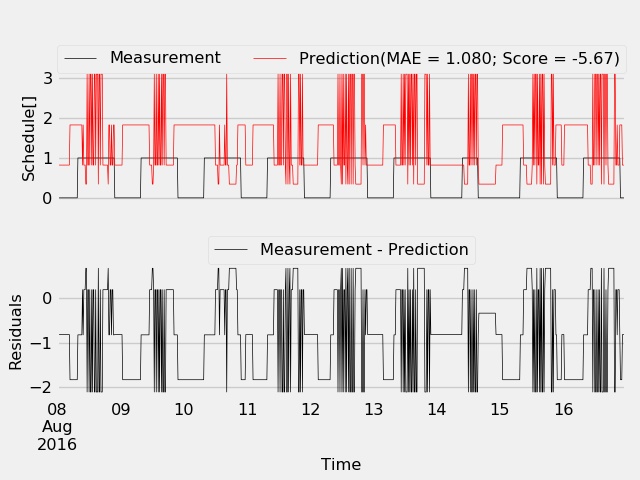 Measurement
Prediction(MAE = 1.080; Score = -5.67)
Schedule[]
3
2
1
0
Measurement - Prediction
Residuals
0
−1
−2
08 09 10 11 12 13 14 15 16
Aug
2016
Time